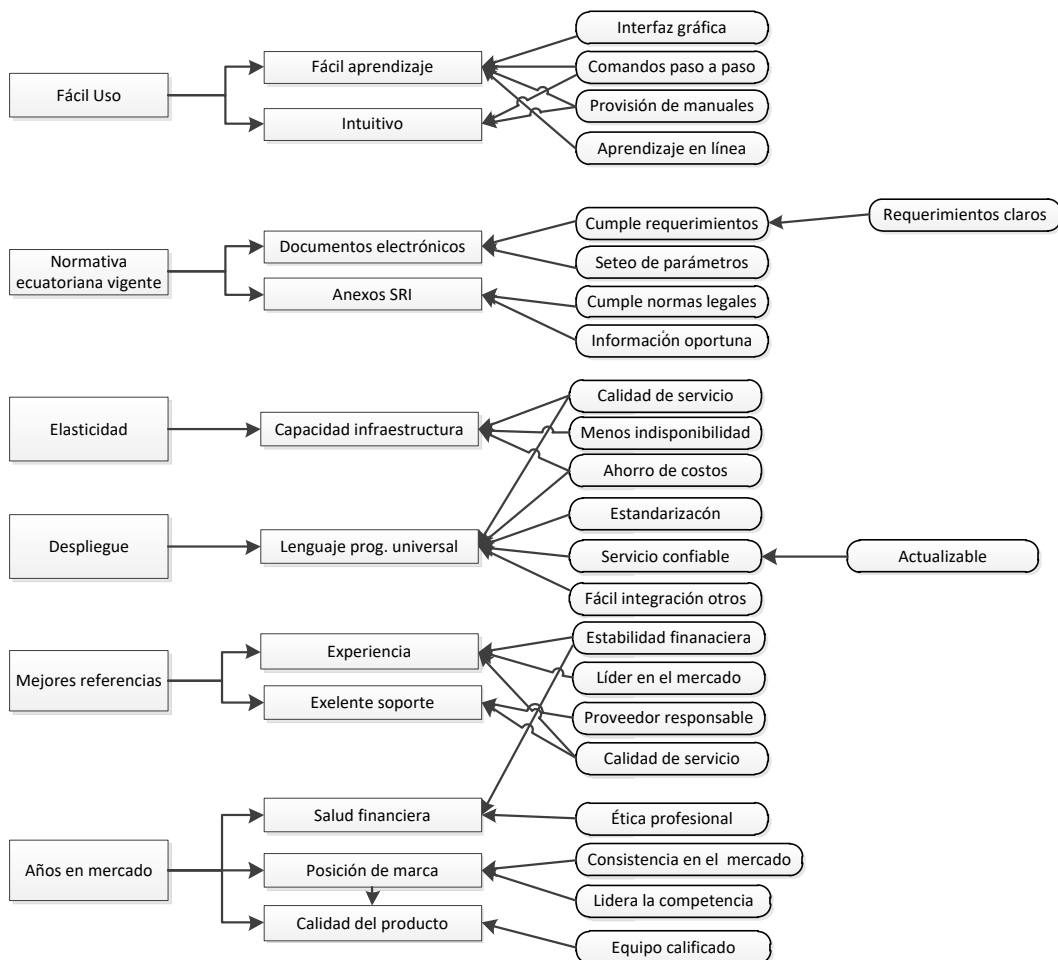 Interfaz gráfica
Fácil aprendizaje
Comandos paso a paso
Fácil Uso
Provisión de manuales
Intuitivo
Aprendizaje en línea
Requerimientos claros
Cumple requerimientos
Documentos electrónicos
Normativa
ecuatoriana vigente
Seteo de parámetros
Anexos SRI
Cumple normas legales
Información oportuna
Calidad de servicio
Elasticidad
Capacidad infraestructura
Menos indisponibilidad
Ahorro de costos
Estandarizacón
Despliegue
Lenguaje prog. universal
Servicio confiable
Actualizable
Fácil integración otros
Estabilidad finanaciera
Experiencia
Mejores referencias
Líder en el mercado
Exelente soporte
Proveedor responsable
Calidad de servicio
Salud financiera
Ética profesional
Años en mercado
Posición de marca
Consistencia en el  mercado
Lidera la competencia
Calidad del producto
Equipo calificado